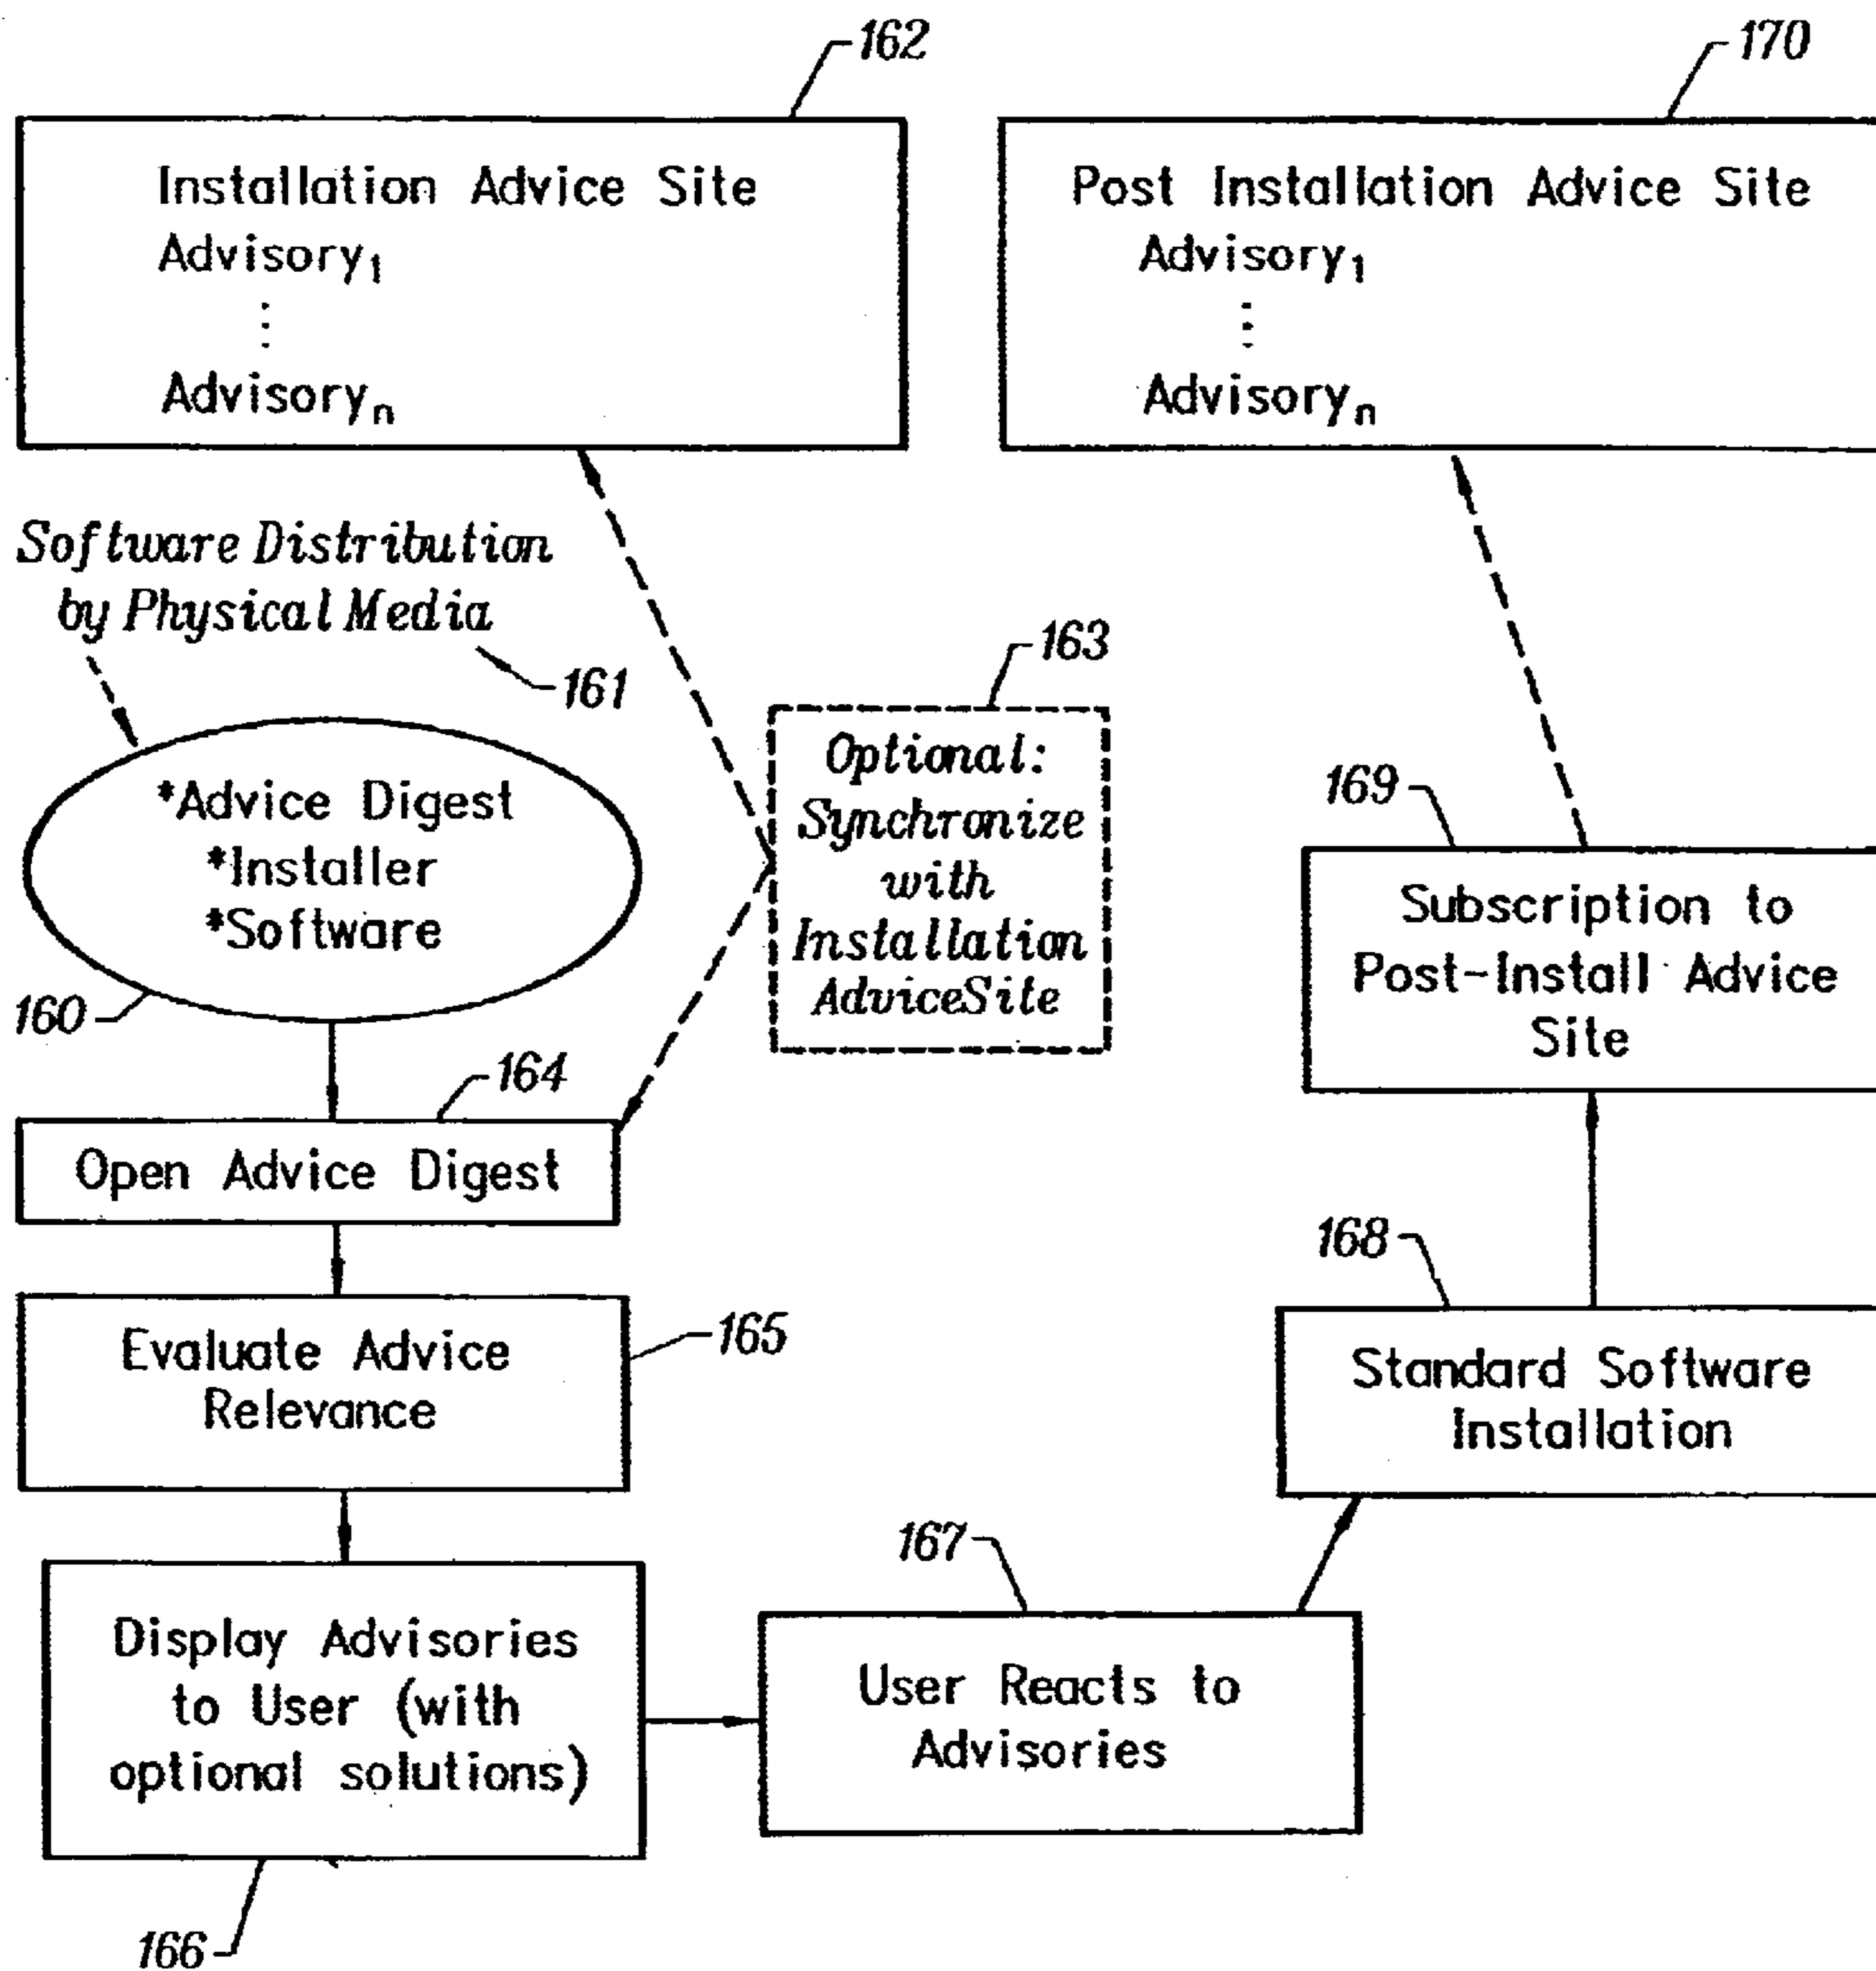 162
170
Installation Advice Site
Advisory1
Advisoryn
Post Installation Advice Site
Advisory1
Advisoryn
Software Distribution
by Physical Media
161
163
Optional:
Synchronize
with
Installation
AdviceSite
*Advice Digest
*Installer
*Software
160
169
Subscription to
Post-Install Advice
Site
164
Open Advice Digest
165
Evaluate Advice
Relevance
168
Standard Software
Installation
167
Display Advisories
to User (with
optional solutions)
User Reacts to
Advisories
166